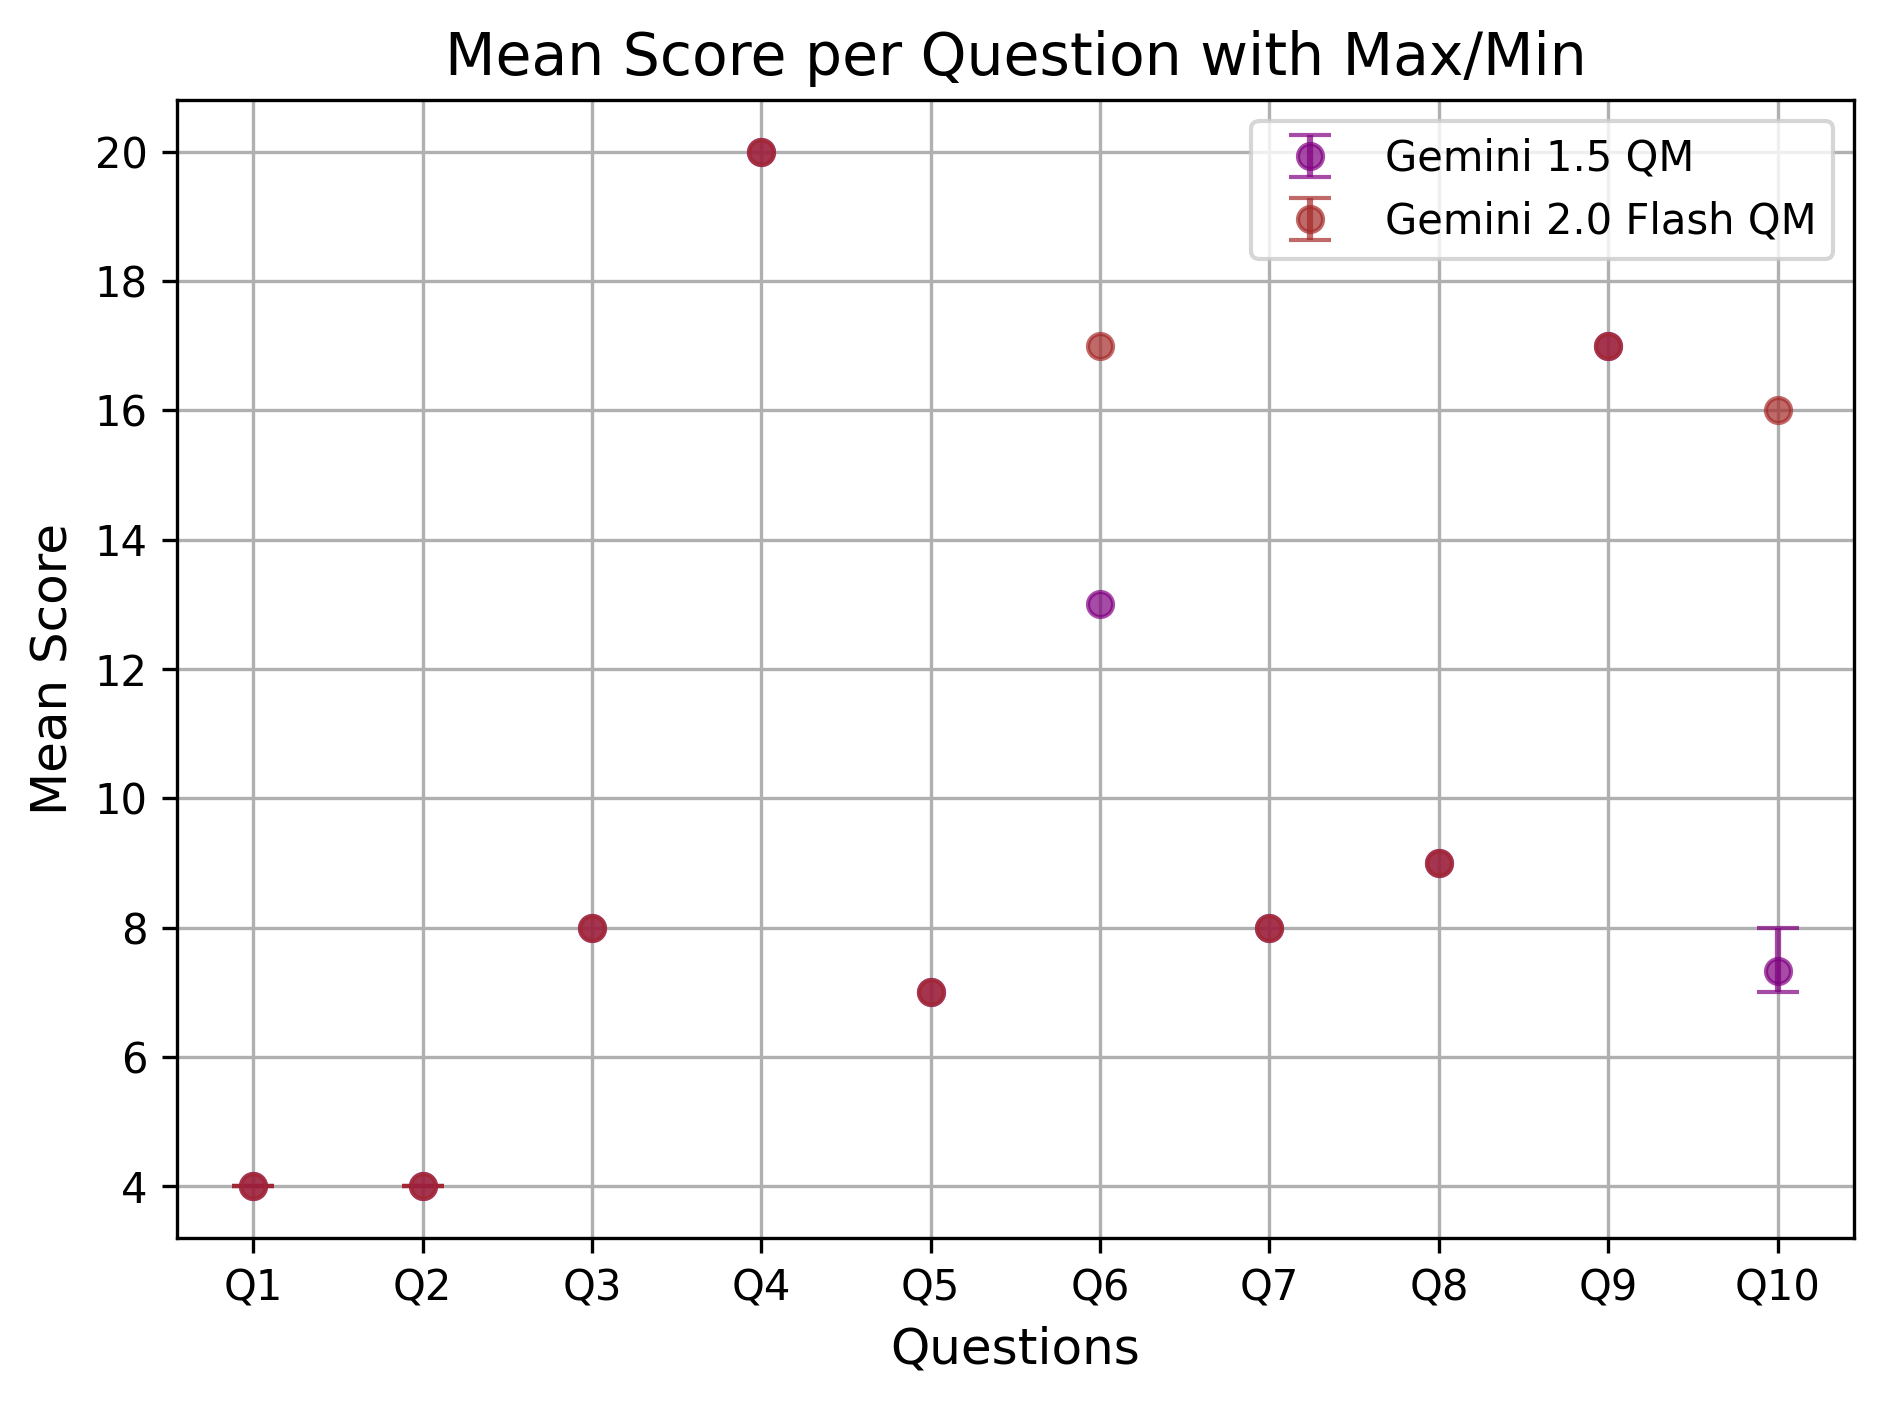 Mean Score per Question with Max/Min
Gemini 1.5 QM
Gemini 2.0 Flash QM
20
18
16
14
12
10
8
6
4
Mean Score
Q1 Q2 Q3 Q4 Q5 Q6 Q7 Q8 Q9 Q10
Questions